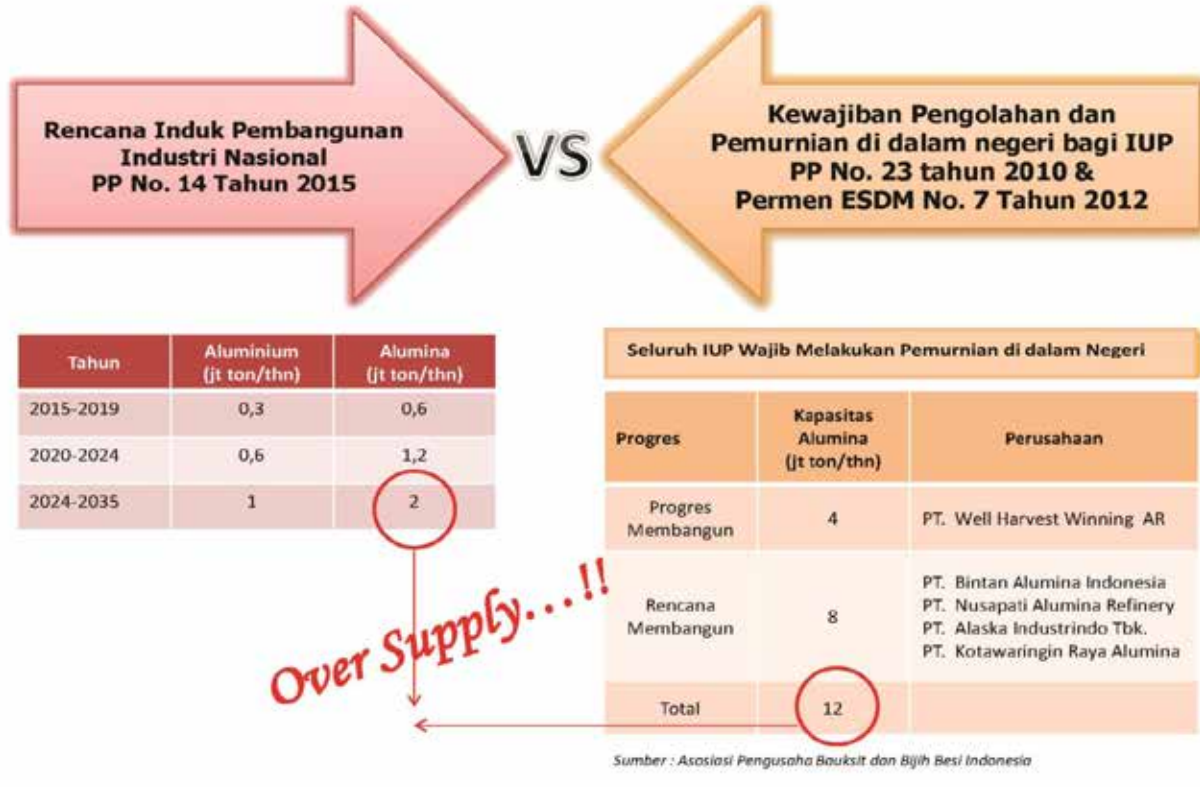 Rencana Induk Pembangunan
Industri Nasional
PP No. 14 Tahun 2015
VS
Kewajiban Pengolahan dan
Pemurnian di dalam negeri bagi IUP
PP No. 23 tahun 2010 &
Permen ESDM No. 7 Tahun 2012
Tahun
Aluminium
(jt ton/thn)
Alumina
(jt ton/thn)
2015-2019
0,3
0,6
2020-2024
0,6
1,2
2024-2035
1
2
Over Supply...!!
Seluruh IUP Wajib Melakukan Pemurnian di dalam Negeri
Progres
Kapasitas
Alumina
(jt ton/thn)
Perusahaan
Progres
Membangun
4
PT. Well Harvest Winning AR
Rencana
Membangun
8
PT. Bintan Alumina Indonesia
PT. Nusapati Alumina Refinery
PT. Alaska Industrindo Tbk.
PT. Kotawaringin Raya Alumina
Total
12
Sumber : Asosiasi Pengusaha Bauksit dan Bijih Besi Indonesia